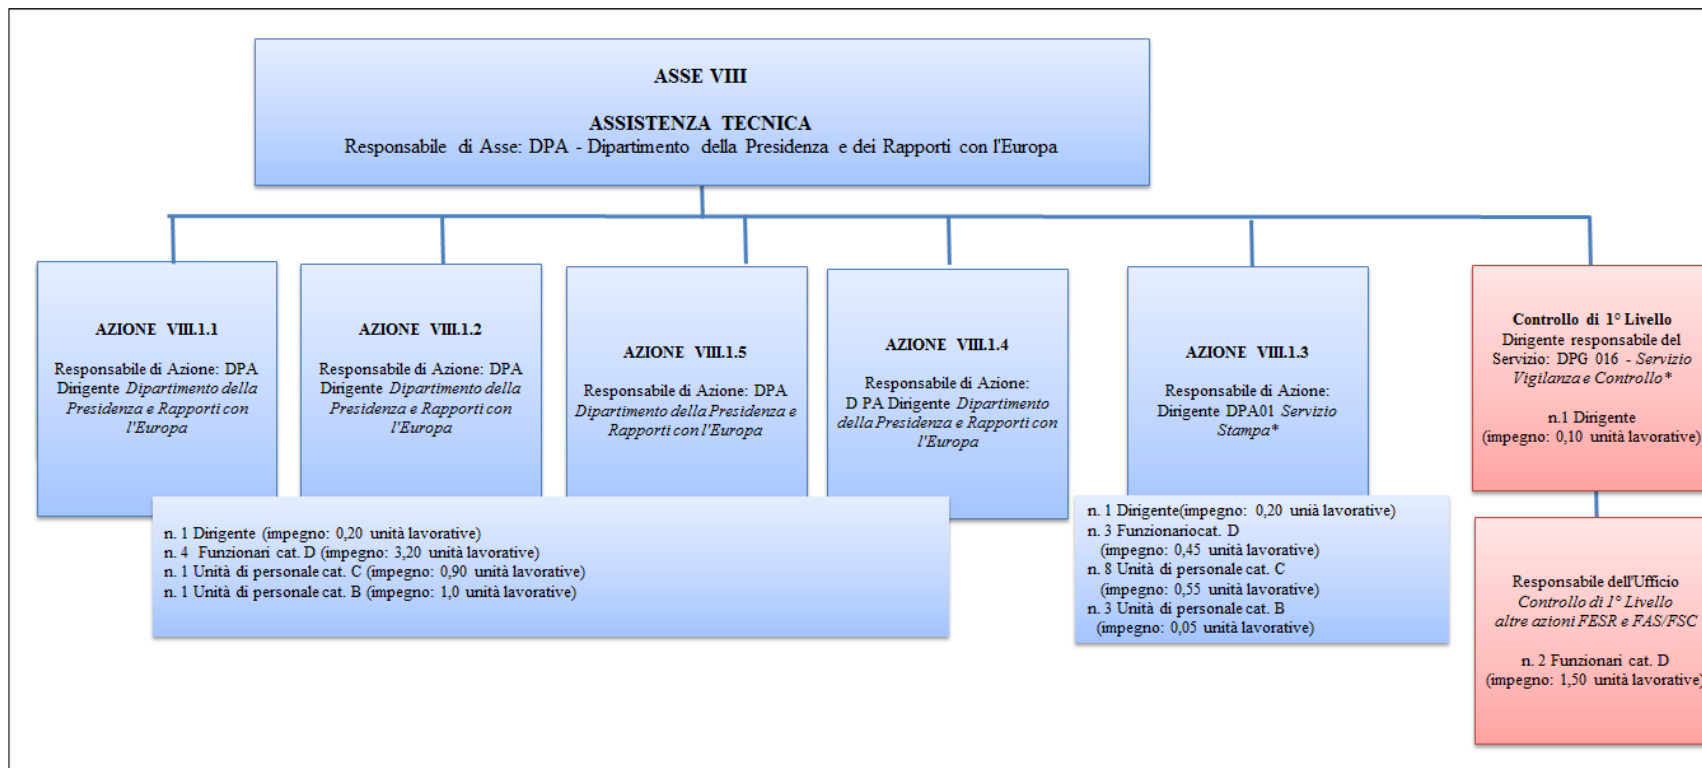 ASSE VIII
ASSISTENZA TECNICA
Responsabile di Asse: DPA - Dipartimento della Presidenza e dei Rapporti con l'Europa
AZIONE VIII.1.1
Responsabile di Azione: DPA
Dirigente Dipartimento della
Presidenza e Rapporti con
l'Europa
AZIONE VIII.1.2
Responsabile di Azione: DPA
Dirigente Dipartimento della
Presidenza e Rapporti con
l'Europa
AZIONE VIII.1.5
Responsabile di Azione: DPA
Dipartimento della Presidenza e
Rapporti con l'Europa
AZIONE VIII.1.4
Responsabile di Azione:
D PA Dirigente Dipartimento
della Presidenza e Rapporti con
l'Europa
AZIONE VIII.1.3
Responsabile di Azione:
Dirigente DPA01 Servizio
Stampa*
Controllo di 1° Livello
Dirigente responsabile del
Servizio: DPG 016 - Servizio
Vigilanza e Controllo*
n.1 Dirigente
(impegno: 0,10 unità lavorative)
n. 1 Dirigente (impegno: 0,20 unità lavorative)
n. 4 Funzionari cat. D (impegno: 3,20 unità lavorative)
n. 1 Unità di personale cat. C (impegno: 0,90 unità lavorative)
n. 1 Unità di personale cat. B (impegno: 1,0 unità lavorative)
n. 1 Dirigente(impegno: 0,20 unià lavorative)
n. 3 Funzionariocat. D
(impegno: 0,45 unità lavorative)
n. 8 Unità di personale cat. C
(impegno: 0,55 unità lavorative)
n. 3 Unità di personale cat. B
(impegno: 0,05 unità lavorative)
Responsabile dell'Ufficio
Controllo di 1° Livello
altre azioni FESR e FAS/FSC
n. 2 Funzionari cat. D
(impegno: 1,50 unità lavorative)